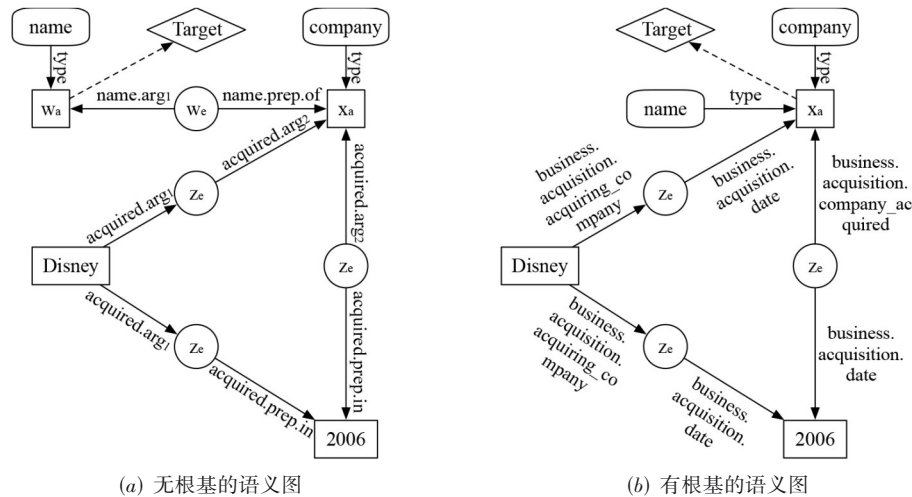 name
Target
company
type
type
wa
name.arg1
we
name.prep.of
xa
acquired.arg1
ze
acquired.arg2
acquired.arg2
Disney
ze
acquired.arg1
ze
acquired.prep.in
acquired.prep.in
2006
(a) 无根基的语义图
Target
company
type
name
type
xa
business.
acquisition.
acquiring_co
mpany
ze
business.
acquisition.
date
business.
acquisition.
company_ac
quired
Disney
ze
business.
acquisition.
acquiring_co
mpany
ze
business.
acquisition.
date
business.
acquisition.
date
2006
(b) 有根基的语义图